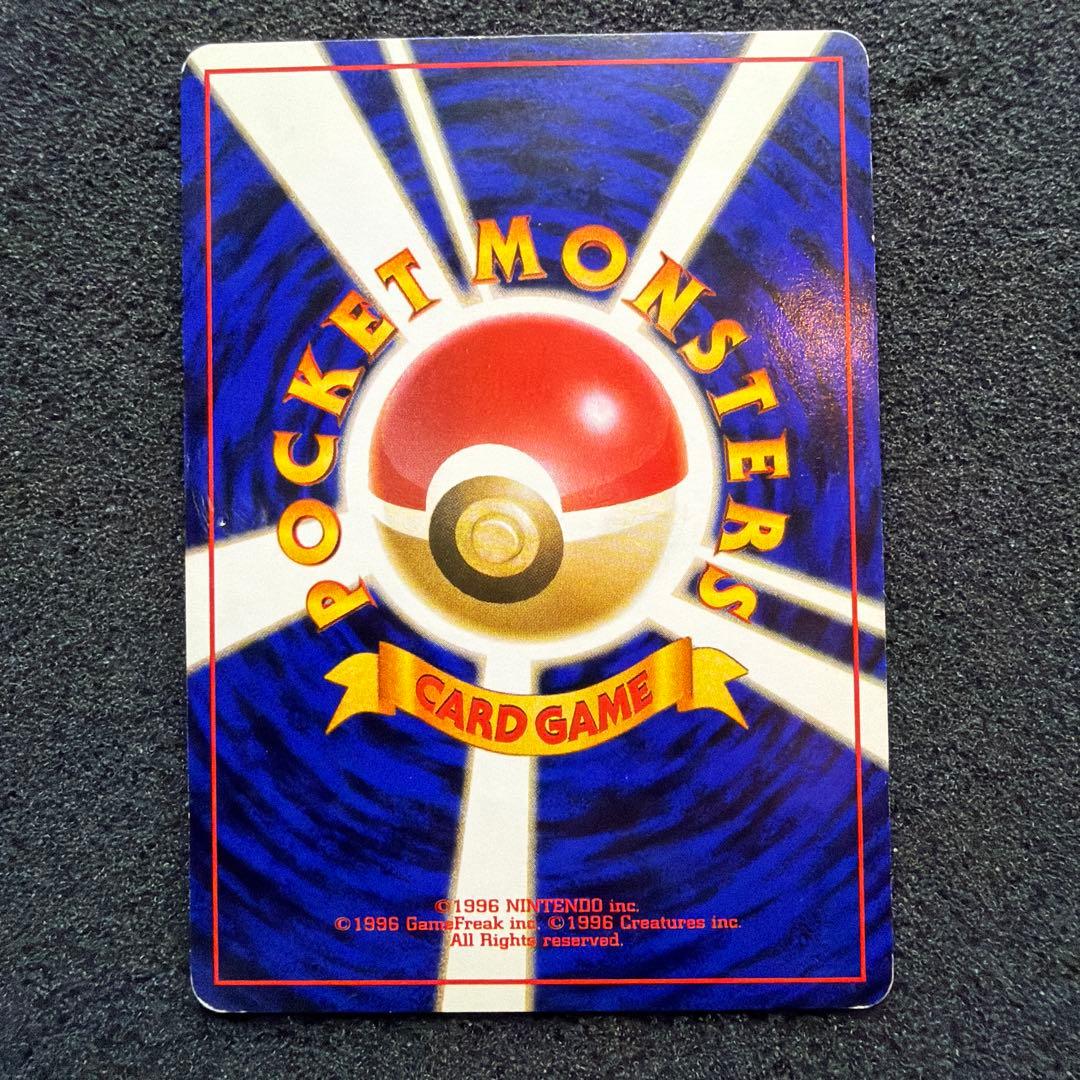 POCKET MONSTERS
CARD GAME
©1996 NINTENDO inc.
©1996 GameFreak inc. ©1996 Creatures inc.
All Rights reserved.